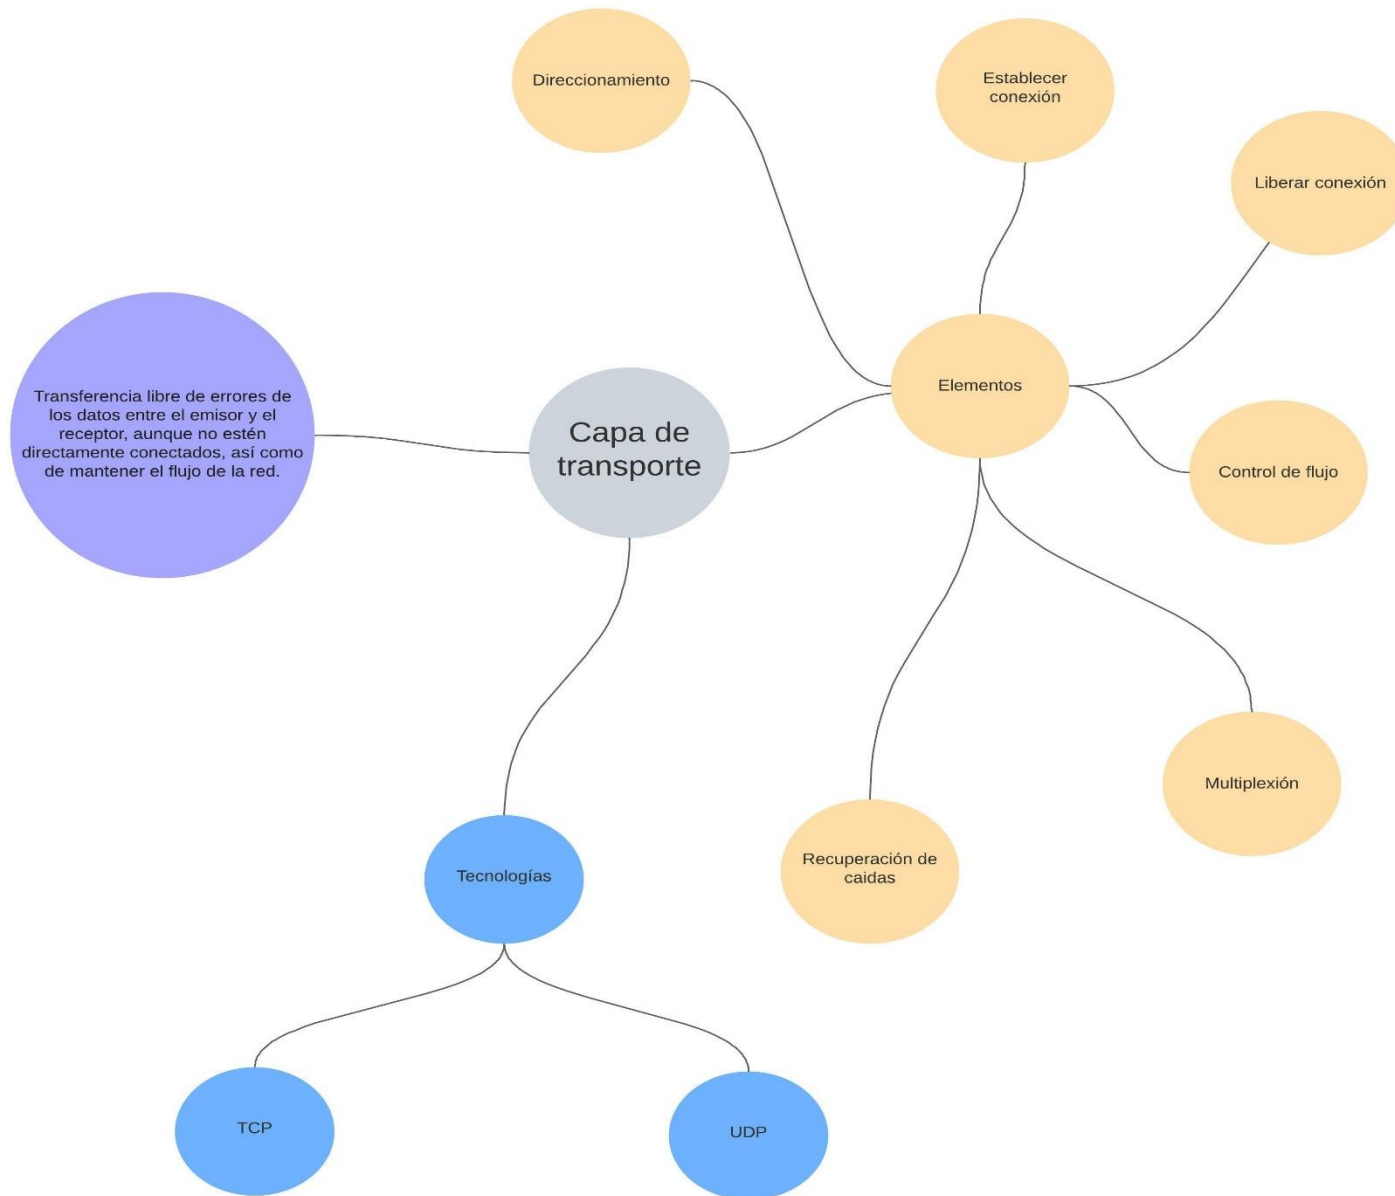 Direccionamiento
Establecer
conexión
Liberar conexión
Transferencia libre de errores de
los datos entre el emisor y el
receptor, aunque no estén
directamente conectados, así como
de mantener el flujo de la red.
Capa de
transporte
Elementos
Control de flujo
Multiplexión
Recuperación de
caidas
Tecnologías
TCP
UDP